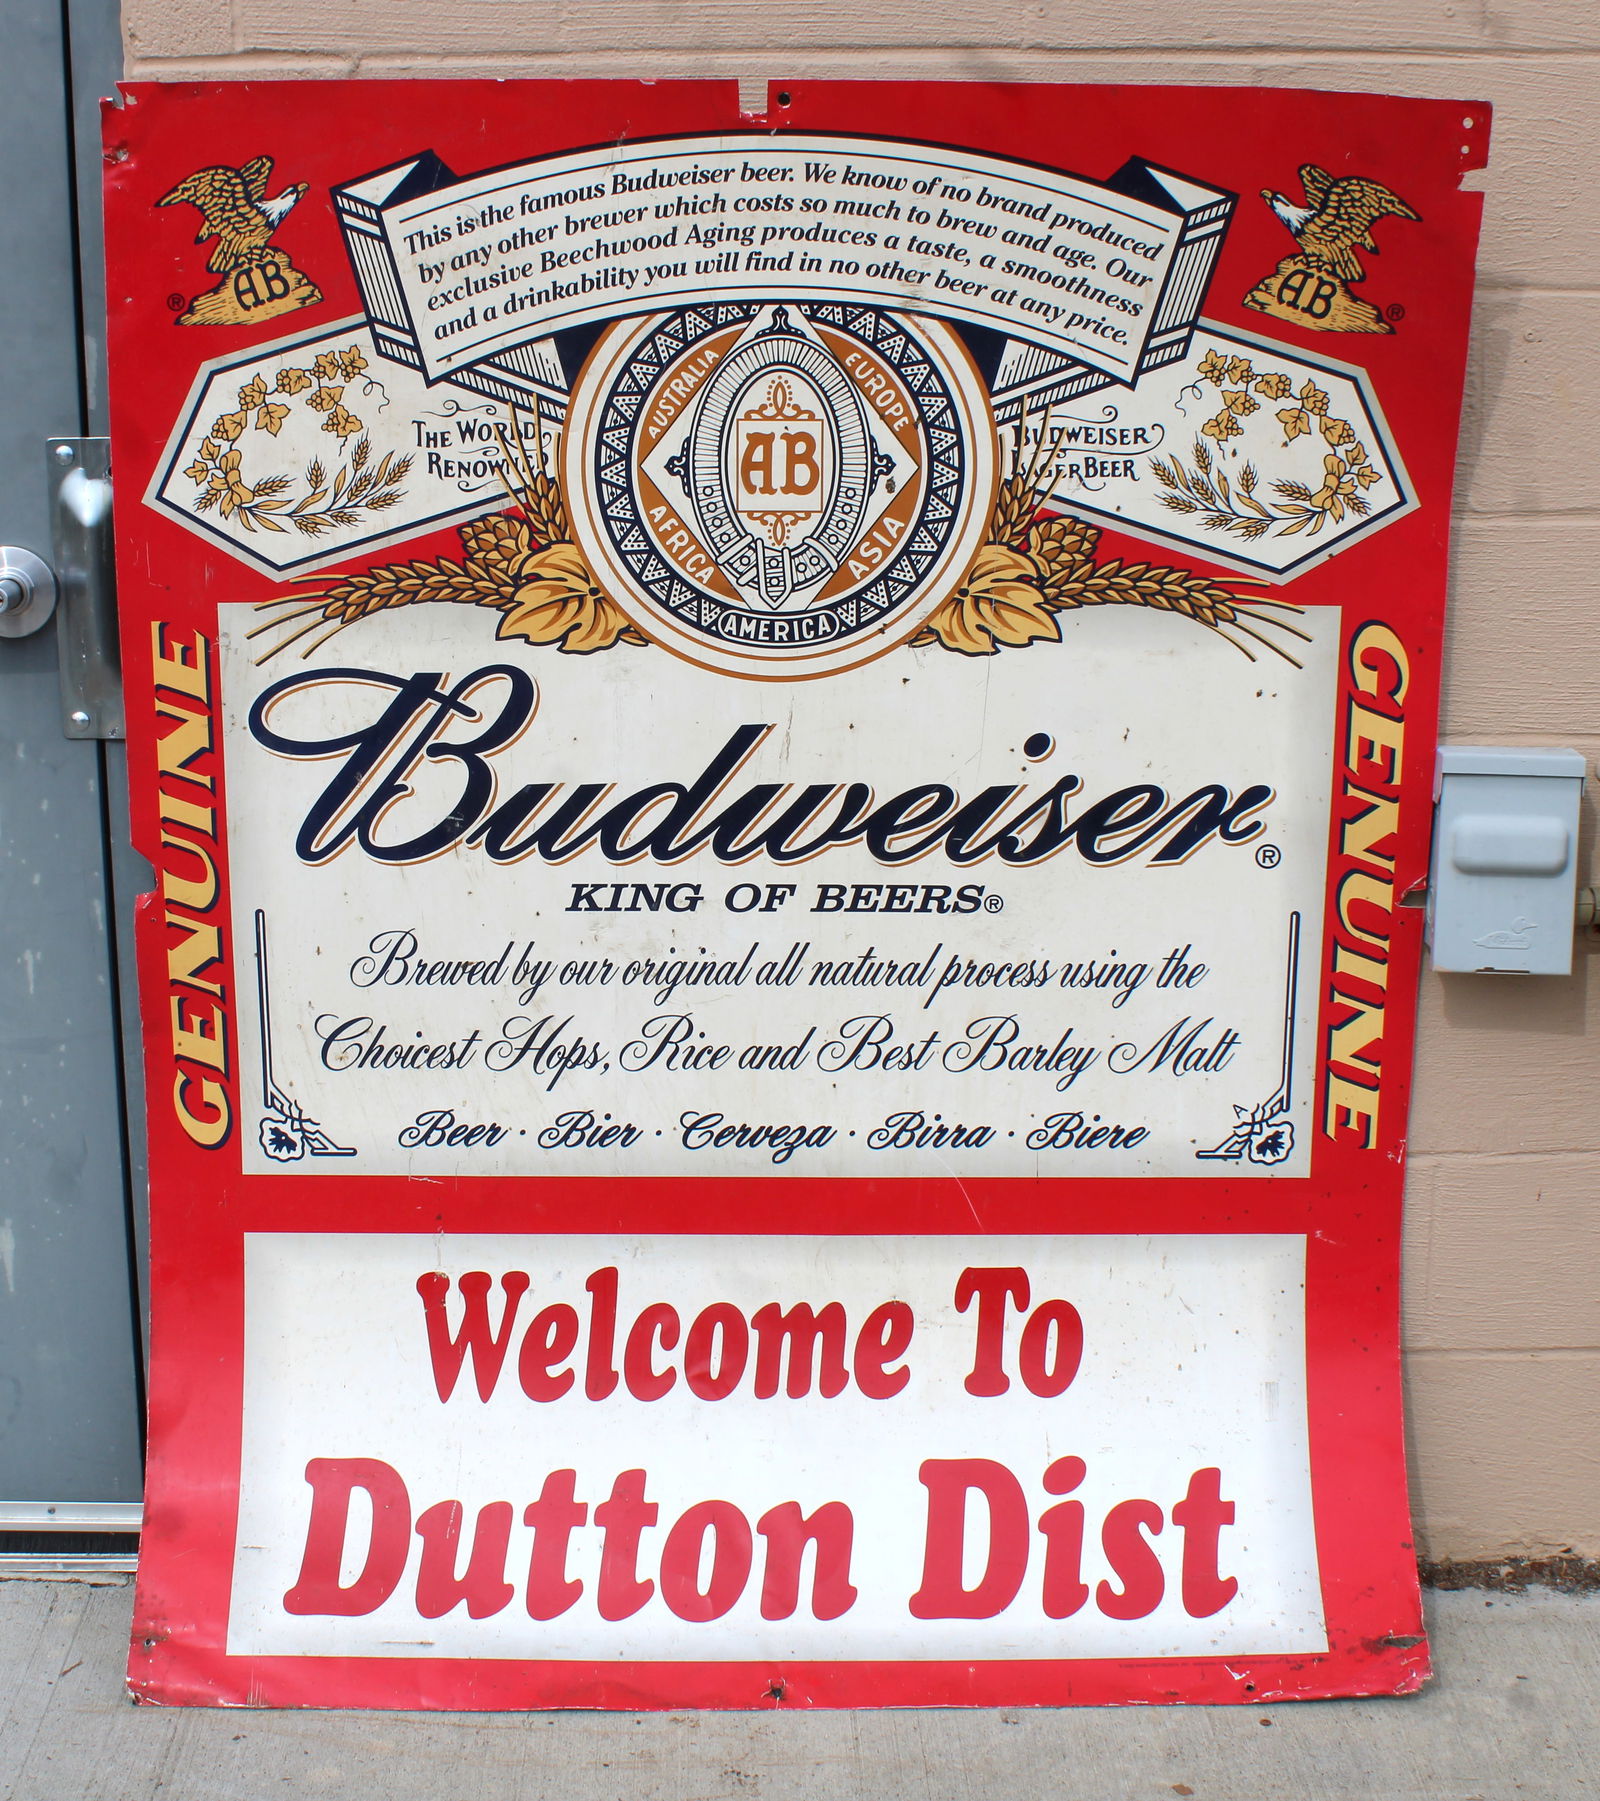 This is the famous Budweiser beer. We know of no brand produced
by any other brewer which costs so much to brew and age. Our
exclusive Beechwood Aging produces a taste, a smoothness
and a drinkability you will find in no other beer at any price.
AB
®
AB
®
THE WORLD
RENOWNED
BUDWEISER
LAGER BEER
AUSTRALIA
EUROPE
AB
AFRICA
ASIA
AMERICA
GENUINE
GENUINE
Budweiser®
KING OF BEERS®
Brewed by our original all natural process using the
Choicest Hops, Rice and Best Barley Malt
Beer · Bier · Cerveza · Birra · Biere
Welcome To
Dutton Dist